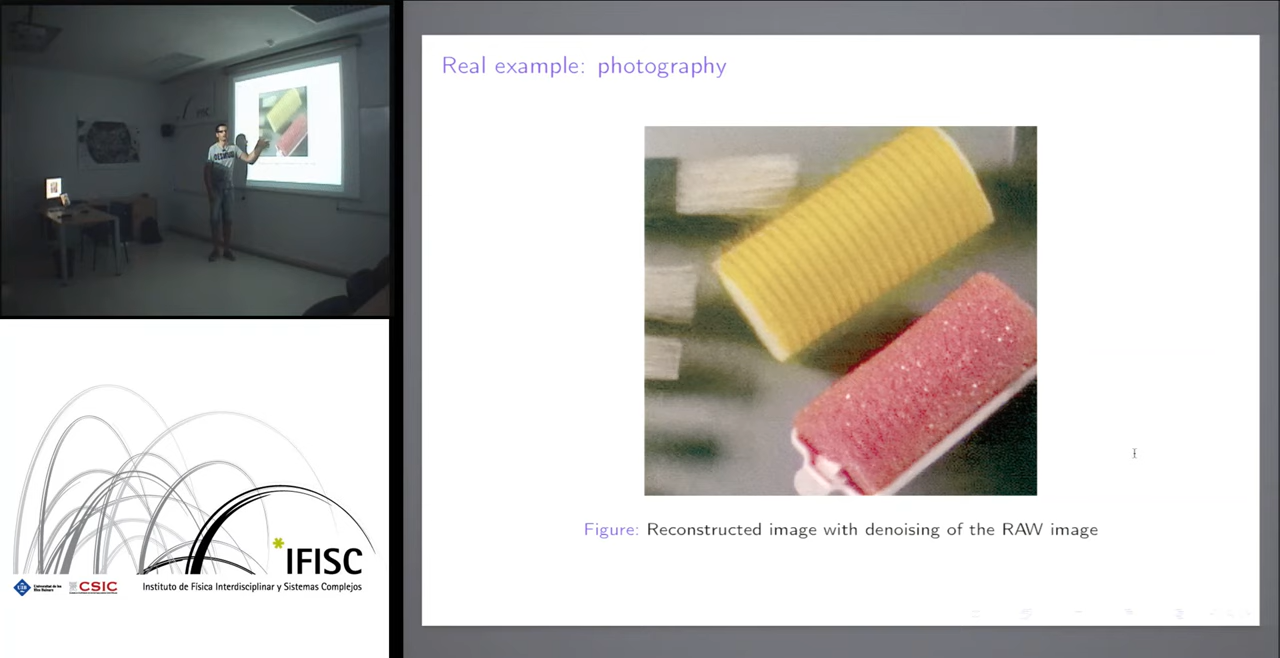 Real example: photography
Figure: Reconstructed image with denoising of the RAW image
IFISC
CSIC
Instituto de Física Interdisciplinar y Sistemas Complejos